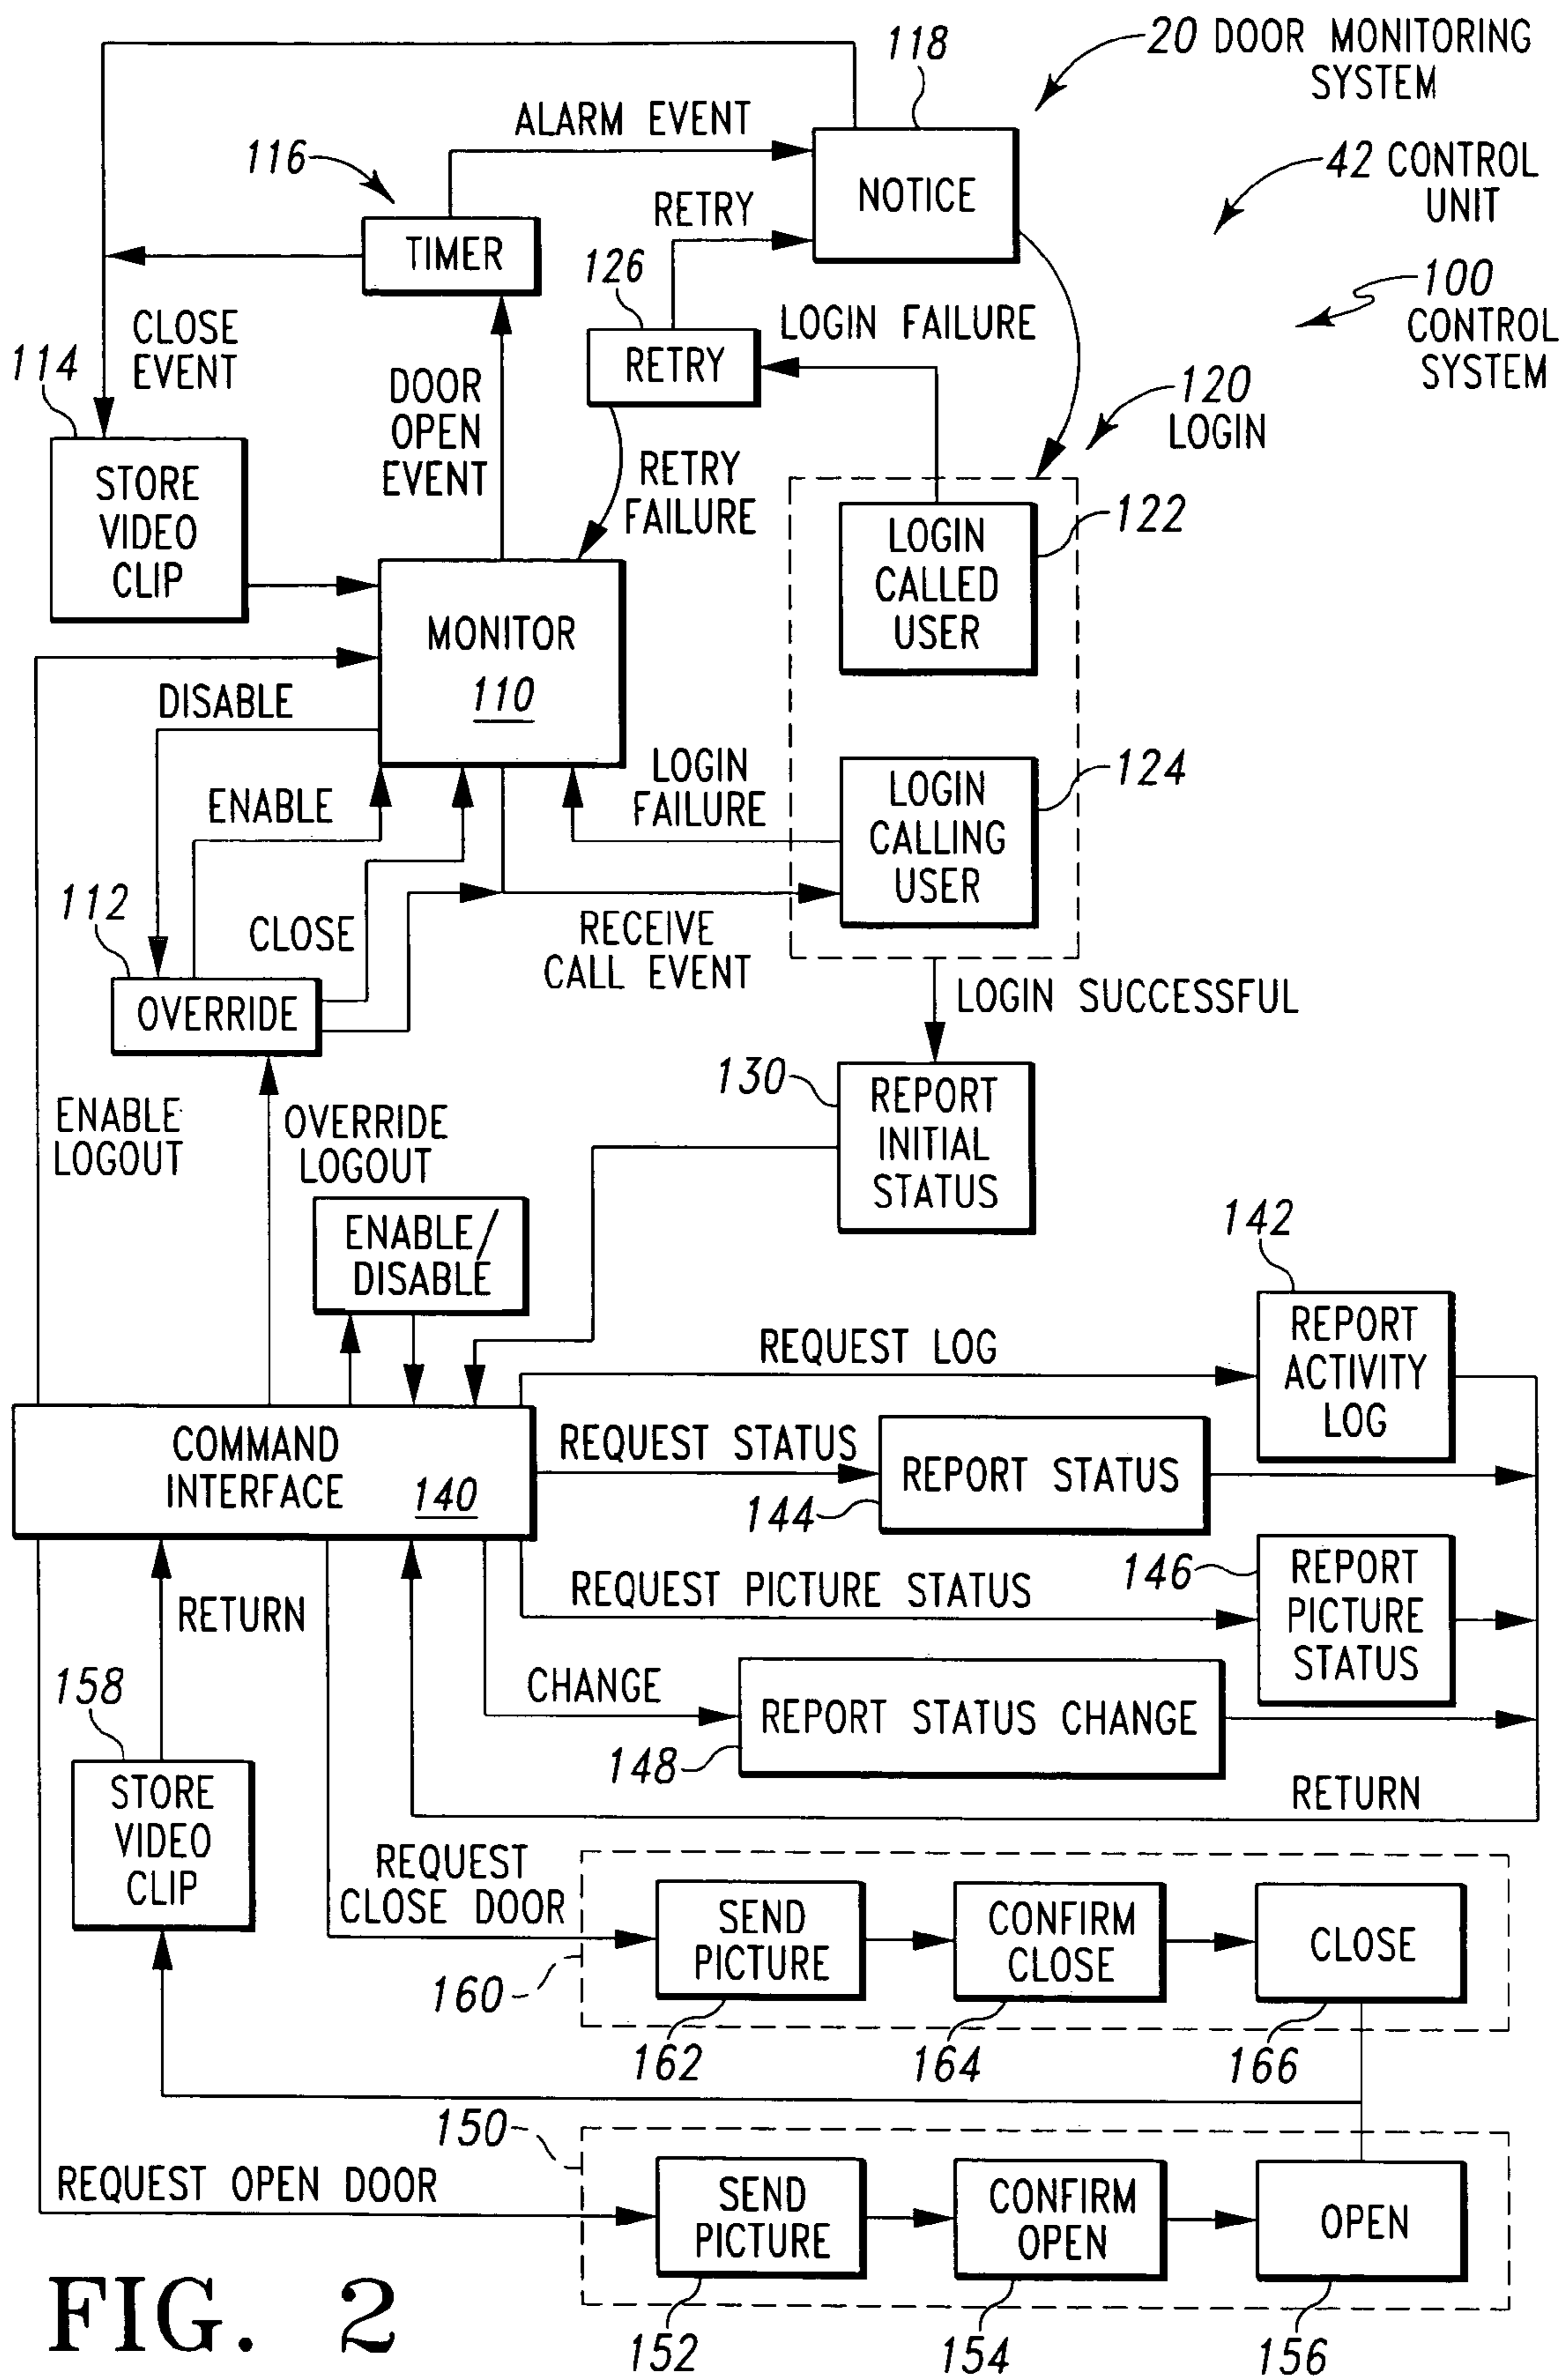 20 DOOR MONITORING
SYSTEM
118
ALARM EVENT
116
42 CONTROL
UNIT
NOTICE
RETRY
TIMER
126
100
CONTROL
SYSTEM
CLOSE
EVENT
LOGIN FAILURE
114
RETRY
DOOR
OPEN
EVENT
120
LOGIN
RETRY
FAILURE
STORE
VIDEO
CLIP
LOGIN
CALLED
USER
122
MONITOR
110
DISABLE
LOGIN
FAILURE
124
ENABLE
LOGIN
CALLING
USER
112
CLOSE
RECEIVE
CALL EVENT
OVERRIDE
LOGIN SUCCESSFUL
130
REPORT
INITIAL
STATUS
ENABLE
LOGOUT
OVERRIDE
LOGOUT
ENABLE/
DISABLE
142
REPORT
ACTIVITY
LOG
REQUEST LOG
COMMAND
INTERFACE
140
REQUEST STATUS
REPORT STATUS
144
146
REPORT
PICTURE
STATUS
REQUEST PICTURE STATUS
RETURN
158
CHANGE
REPORT STATUS CHANGE
148
RETURN
STORE
VIDEO
CLIP
REQUEST
CLOSE DOOR
SEND
PICTURE
CONFIRM
CLOSE
CLOSE
160
162
164
166
150
REQUEST OPEN DOOR
SEND
PICTURE
CONFIRM
OPEN
OPEN
152
154
156
FIG. 2